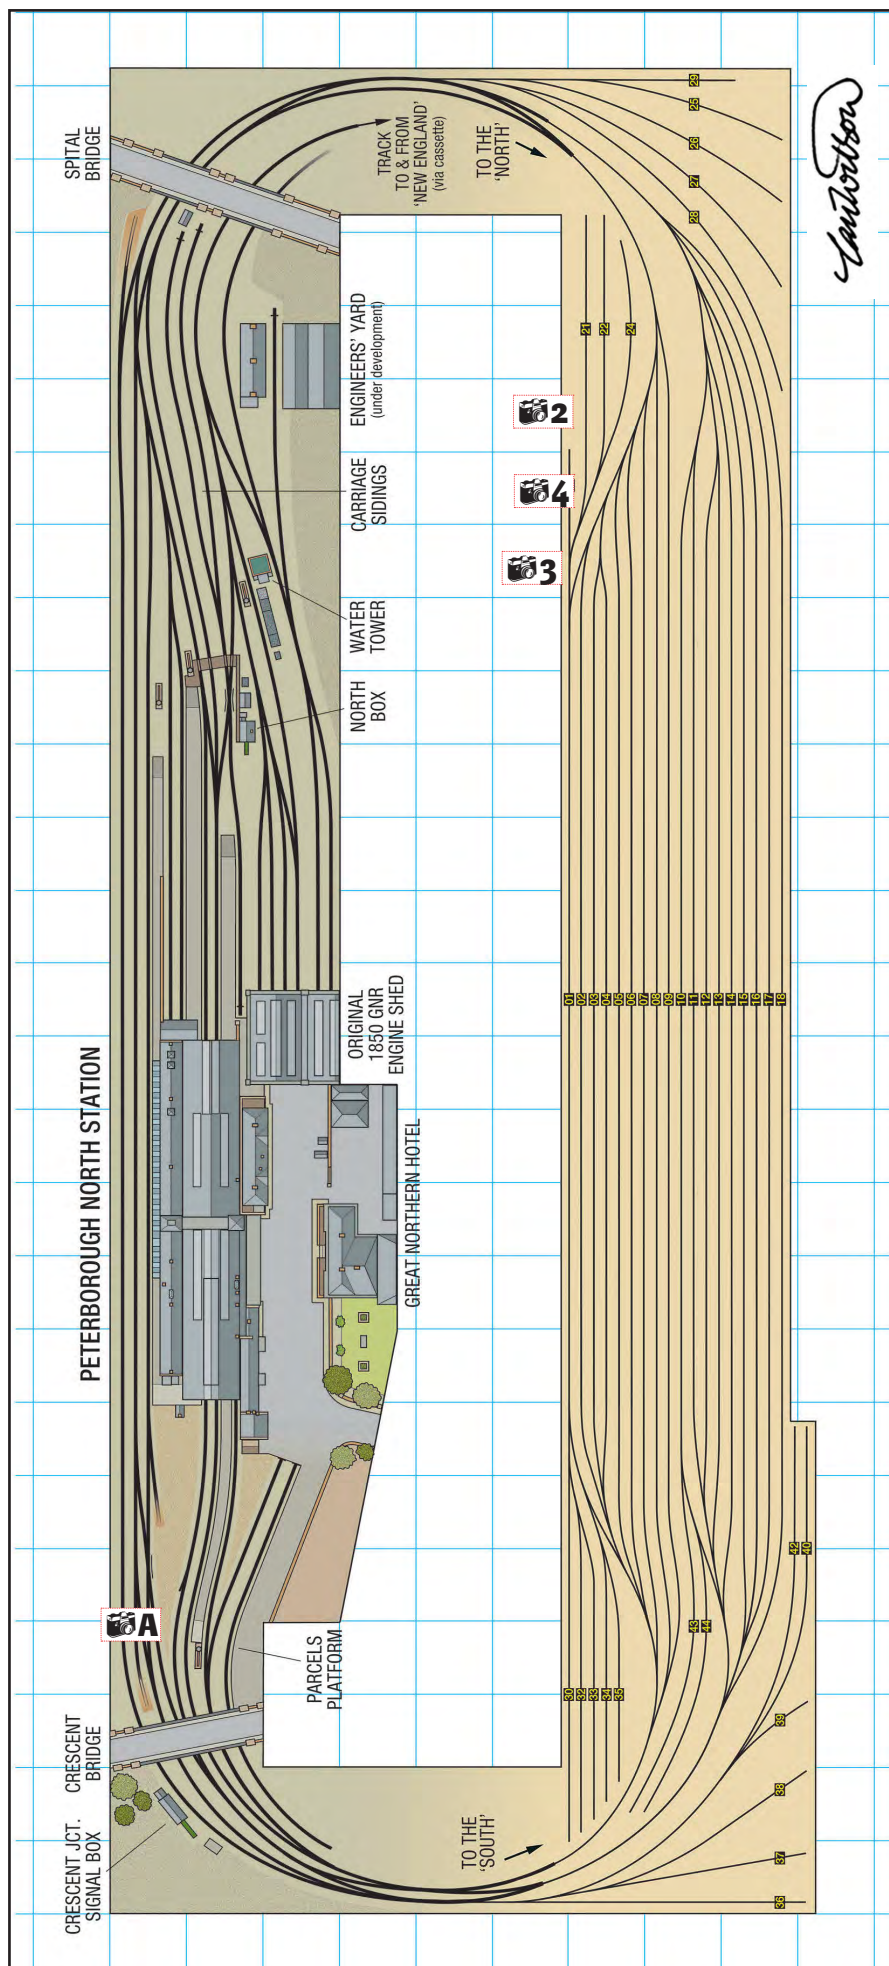 SPITAL
BRIDGE
TRACK
TO & FROM
'NEW ENGLAND'
(via cassette)
TO THE
'NORTH'
29
25
26
27
28
Ian Wilson
ENGINEERS' YARD
(under development)
21
22
24
2
CARRIAGE
SIDINGS
4
3
WATER
TOWER
NORTH
BOX
PETERBOROUGH NORTH STATION
ORIGINAL
1850 GNR
ENGINE SHED
01
02
03
04
05
06
07
08
09
10
11
12
13
14
15
16
17
18
GREAT NORTHERN HOTEL
42
40
A
PARCELS
PLATFORM
43
44
30
32
33
34
35
39
38
37
36
CRESCENT
BRIDGE
CRESCENT JCT.
SIGNAL BOX
TO THE
'SOUTH'